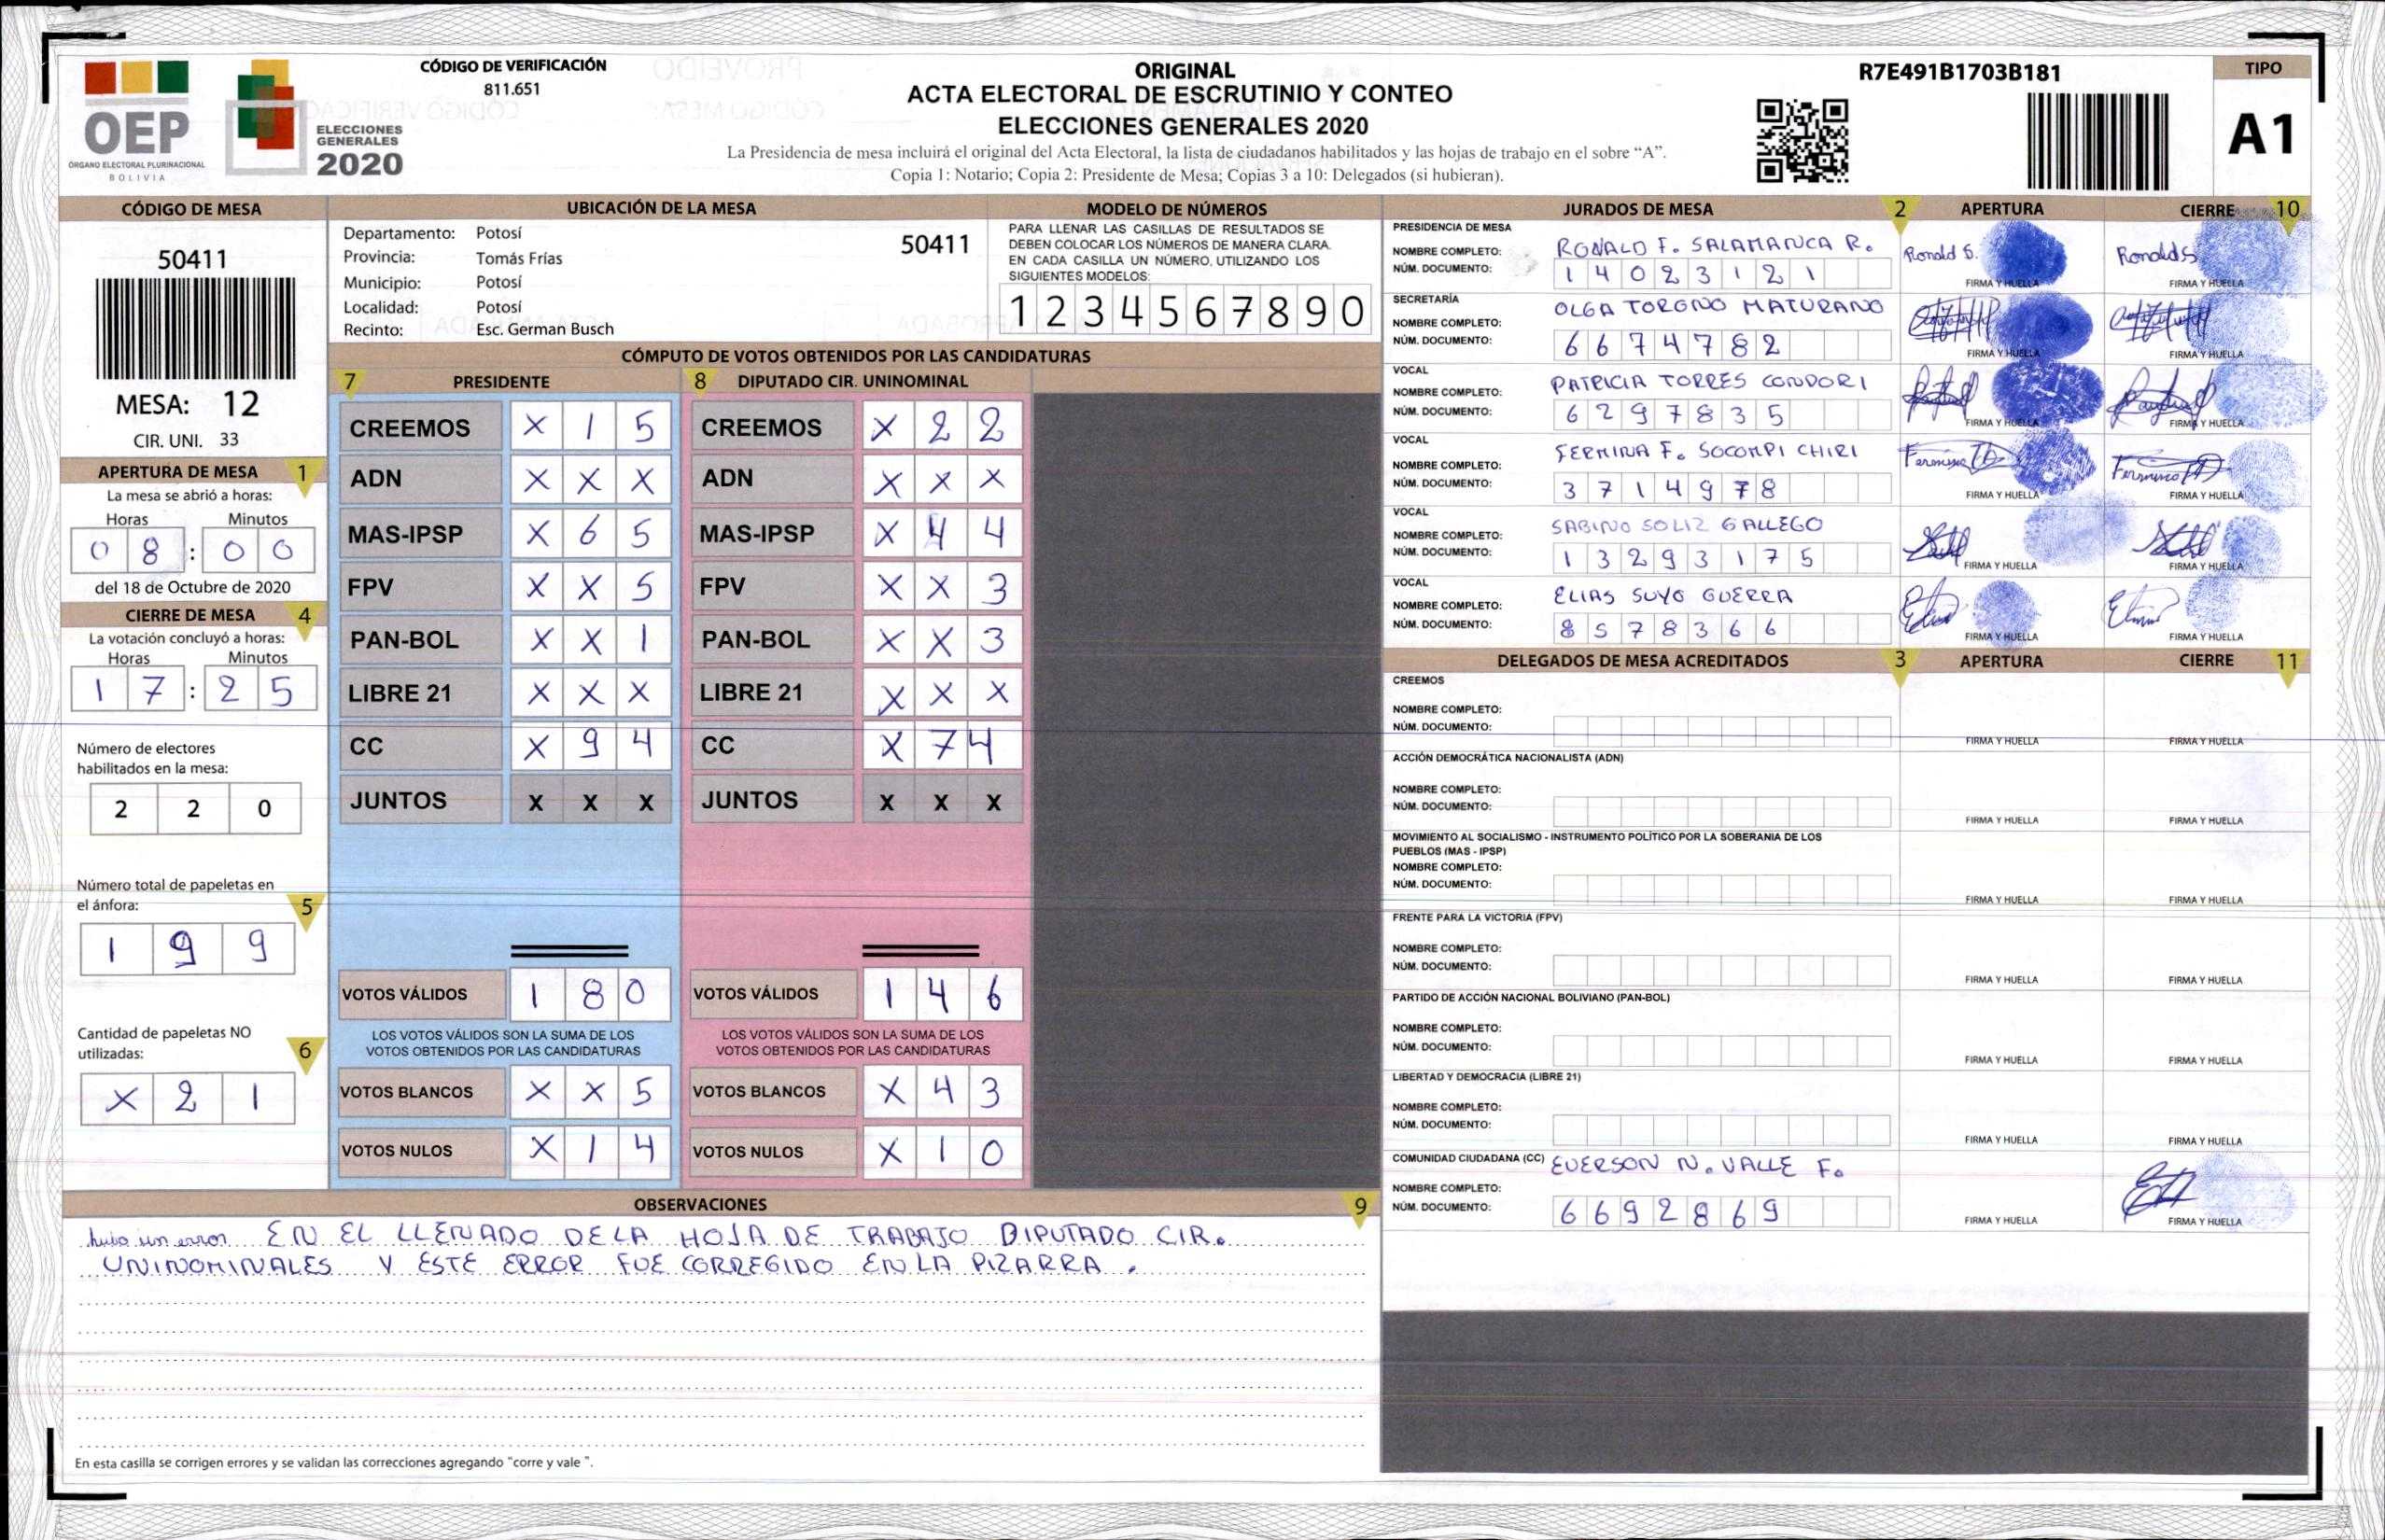 CÓDIGO DE VERIFICACIÓN
811.651
OEP
ÓRGANO ELECTORAL PLURINACIONAL
BOLIVIA
ELECCIONES
GENERALES
2020
ORIGINAL
ACTA ELECTORAL DE ESCRUTINIO Y CONTEO
ELECCIONES GENERALES 2020
La Presidencia de mesa incluirá el original del Acta Electoral, la lista de ciudadanos habilitados y las hojas de trabajo en el sobre “A”.
Copia 1: Notario; Copia 2: Presidente de Mesa; Copias 3 a 10: Delegados (si hubieran).
R7E491B1703B181
TIPO
A1
CÓDIGO DE MESA
50411
MESA: 12
CIR. UNI. 33
APERTURA DE MESA 1
La mesa se abrió a horas:
Horas Minutos
0 8 : 0 0
del 18 de Octubre de 2020
CIERRE DE MESA 4
La votación concluyó a horas:
Horas Minutos
1 7 : 2 5
Número de electores
habilitados en la mesa:
2 2 0
Número total de papeletas en
el ánfora: 5
1 9 9
Cantidad de papeletas NO
utilizadas: 6
X 2 1
UBICACIÓN DE LA MESA
Departamento: Potosí
50411
Provincia: Tomás Frías
Municipio: Potosí
Localidad: Potosí
Recinto: Esc. German Busch
MODELO DE NÚMEROS
PARA LLENAR LAS CASILLAS DE RESULTADOS SE
DEBEN COLOCAR LOS NÚMEROS DE MANERA CLARA.
EN CADA CASILLA UN NÚMERO, UTILIZANDO LOS
SIGUIENTES MODELOS:
1 2 3 4 5 6 7 8 9 0
CÓMPUTO DE VOTOS OBTENIDOS POR LAS CANDIDATURAS
7 PRESIDENTE 8 DIPUTADO CIR. UNINOMINAL
CREEMOS X 1 5 CREEMOS X 2 2
ADN X X X ADN X X X
MAS-IPSP X 6 5 MAS-IPSP X 4 4
FPV X X 5 FPV X X 3
PAN-BOL X X 1 PAN-BOL X X 3
LIBRE 21 X X X LIBRE 21 X X X
CC X 9 4 CC X 7 4
JUNTOS X X X JUNTOS X X X
VOTOS VÁLIDOS 1 8 0 VOTOS VÁLIDOS 1 4 6
LOS VOTOS VÁLIDOS SON LA SUMA DE LOS LOS VOTOS VÁLIDOS SON LA SUMA DE LOS
VOTOS OBTENIDOS POR LAS CANDIDATURAS VOTOS OBTENIDOS POR LAS CANDIDATURAS
VOTOS BLANCOS X X 5 VOTOS BLANCOS X 4 3
VOTOS NULOS X 1 4 VOTOS NULOS X 1 0
OBSERVACIONES 9
hubo un error EN EL LLENADO DE LA HOJA DE TRABAJO DIPUTADO CIR.
UNINOMINALES Y ESTE ERROR FUE CORREGIDO EN LA PIZARRA.
En esta casilla se corrigen errores y se validan las correcciones agregando "corre y vale ".
JURADOS DE MESA 2 APERTURA CIERRE 10
PRESIDENCIA DE MESA
NOMBRE COMPLETO: RONALD F. SALAMANCA R. Ronald S. Ronald S
NÚM. DOCUMENTO: 1 4 0 2 3 1 2 1
FIRMA Y HUELLA FIRMA Y HUELLA
SECRETARÍA
NOMBRE COMPLETO: OLGA TORENO MATURANO
NÚM. DOCUMENTO: 6 6 7 4 7 8 2
FIRMA Y HUELLA FIRMA Y HUELLA
VOCAL
NOMBRE COMPLETO: PATRICIA TORRES CONDORI
NÚM. DOCUMENTO: 6 2 9 7 8 3 5
FIRMA Y HUELLA FIRMA Y HUELLA
VOCAL
NOMBRE COMPLETO: FERMINA F. SOCOMPI CHIRI
NÚM. DOCUMENTO: 3 7 1 4 9 7 8
FIRMA Y HUELLA FIRMA Y HUELLA
VOCAL
NOMBRE COMPLETO: SABINO SOLIZ GALLEGO
NÚM. DOCUMENTO: 1 3 2 9 3 1 7 5
FIRMA Y HUELLA FIRMA Y HUELLA
VOCAL
NOMBRE COMPLETO: ELIAS SUYO GUERRA
NÚM. DOCUMENTO: 8 5 7 8 3 6 6
FIRMA Y HUELLA FIRMA Y HUELLA
DELEGADOS DE MESA ACREDITADOS 3 APERTURA CIERRE 11
CREEMOS
NOMBRE COMPLETO:
NÚM. DOCUMENTO:
FIRMA Y HUELLA FIRMA Y HUELLA
ACCIÓN DEMOCRÁTICA NACIONALISTA (ADN)
NOMBRE COMPLETO:
NÚM. DOCUMENTO:
FIRMA Y HUELLA FIRMA Y HUELLA
MOVIMIENTO AL SOCIALISMO - INSTRUMENTO POLÍTICO POR LA SOBERANIA DE LOS
PUEBLOS (MAS - IPSP)
NOMBRE COMPLETO:
NÚM. DOCUMENTO:
FIRMA Y HUELLA FIRMA Y HUELLA
FRENTE PARA LA VICTORIA (FPV)
NOMBRE COMPLETO:
NÚM. DOCUMENTO:
FIRMA Y HUELLA FIRMA Y HUELLA
PARTIDO DE ACCIÓN NACIONAL BOLIVIANO (PAN-BOL)
NOMBRE COMPLETO:
NÚM. DOCUMENTO:
FIRMA Y HUELLA FIRMA Y HUELLA
LIBERTAD Y DEMOCRACIA (LIBRE 21)
NOMBRE COMPLETO:
NÚM. DOCUMENTO:
FIRMA Y HUELLA FIRMA Y HUELLA
COMUNIDAD CIUDADANA (CC) EVERSON N. VALLE F.
NOMBRE COMPLETO:
NÚM. DOCUMENTO: 6 6 9 2 8 6 9
FIRMA Y HUELLA FIRMA Y HUELLA